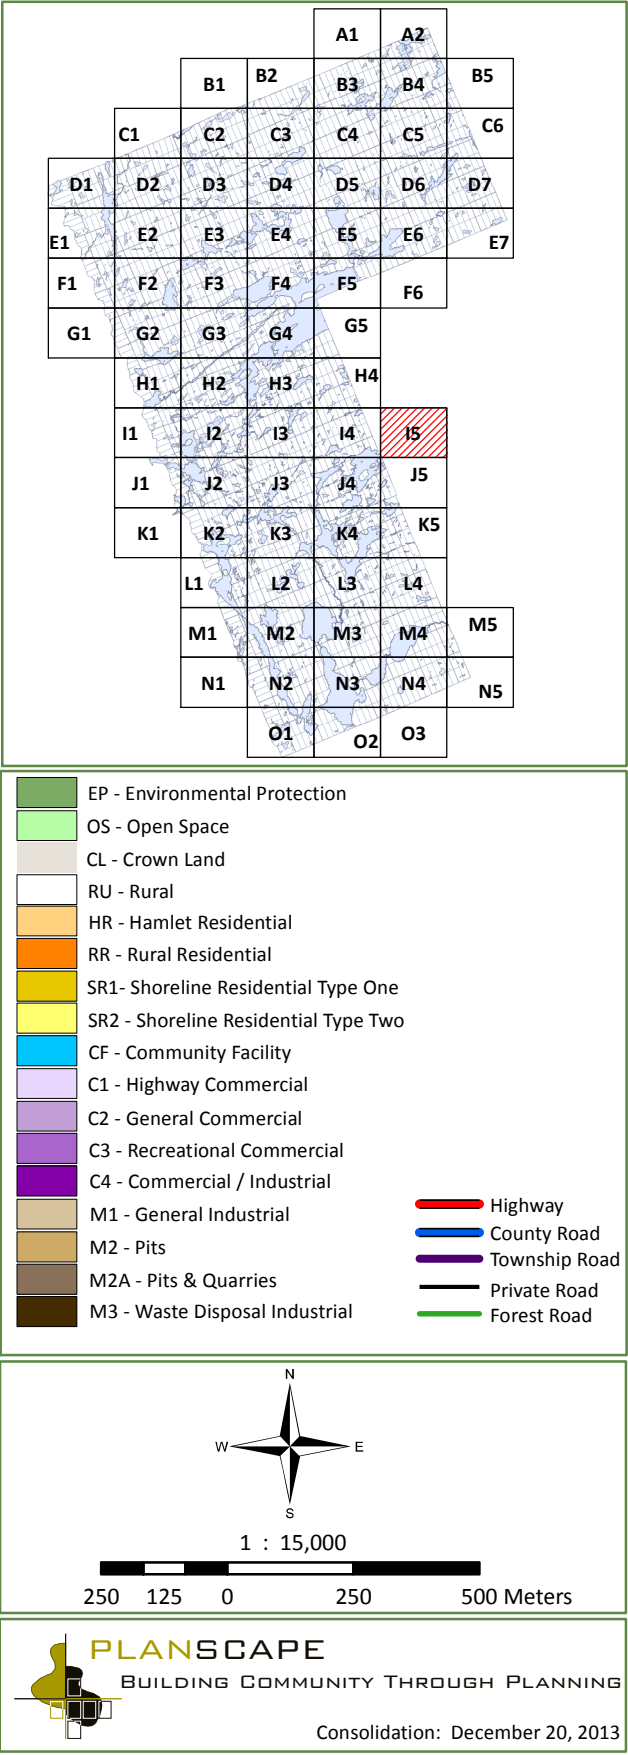 A1 A2
B1 B2 B3 B4 B5
C1 C2 C3 C4 C5 C6
D1 D2 D3 D4 D5 D6 D7
E1 E2 E3 E4 E5 E6 E7
F1 F2 F3 F4 F5 F6
G1 G2 G3 G4 G5
H1 H2 H3 H4
I1 I2 I3 I4 I5
J1 J2 J3 J4 J5
K1 K2 K3 K4 K5
L1 L2 L3 L4
M1 M2 M3 M4 M5
N1 N2 N3 N4 N5
O1 O2 O3
EP - Environmental Protection
OS - Open Space
CL - Crown Land
RU - Rural
HR - Hamlet Residential
RR - Rural Residential
SR1- Shoreline Residential Type One
SR2 - Shoreline Residential Type Two
CF - Community Facility
C1 - Highway Commercial
C2 - General Commercial
C3 - Recreational Commercial
C4 - Commercial / Industrial
M1 - General Industrial
M2 - Pits
M2A - Pits & Quarries
M3 - Waste Disposal Industrial
Highway
County Road
Township Road
Private Road
Forest Road
N
W E
S
1 : 15,000
250 125 0 250 500 Meters
PLANSCAPE
BUILDING COMMUNITY THROUGH PLANNING
Consolidation: December 20, 2013